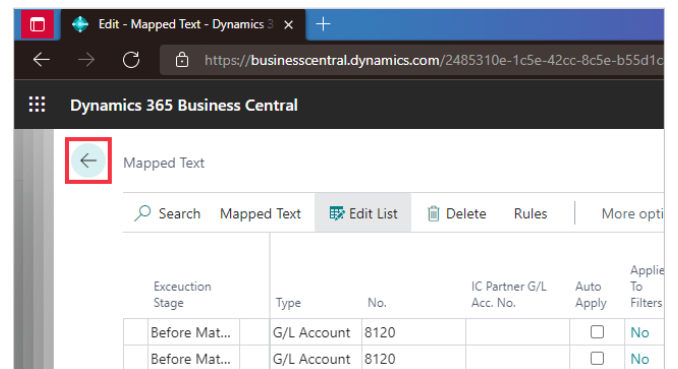 Edit - Mapped Text - Dynamics 3
https://businesscentral.dynamics.com/2485310e-1c5e-42cc-8c5e-b55d1c
Dynamics 365 Business Central
Mapped Text
Search Mapped Text Edit List Delete Rules More opti
Applie
Exceuction IC Partner G/L Auto To
Stage Type No. Acc. No. Apply Filters
Before Mat... G/L Account 8120 No
Before Mat... G/L Account 8120 No